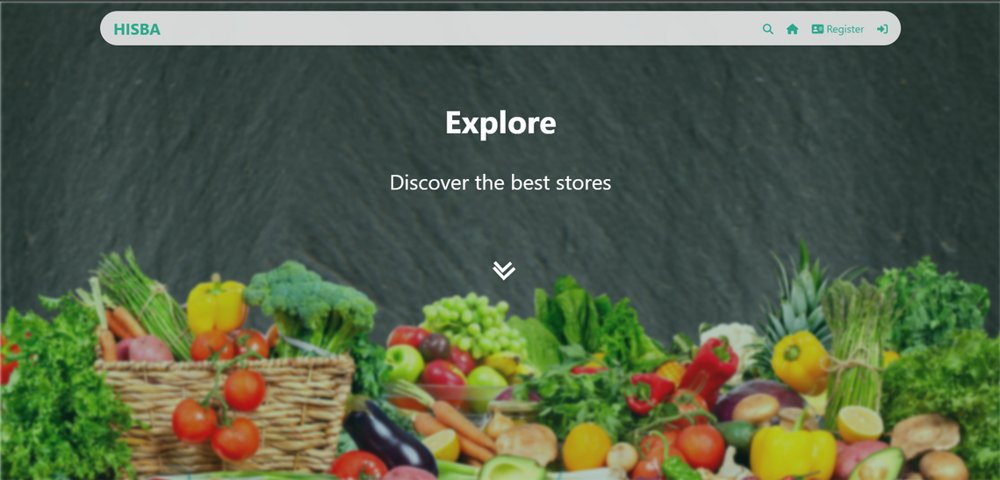 HISBA
Register
Explore
Discover the best stores